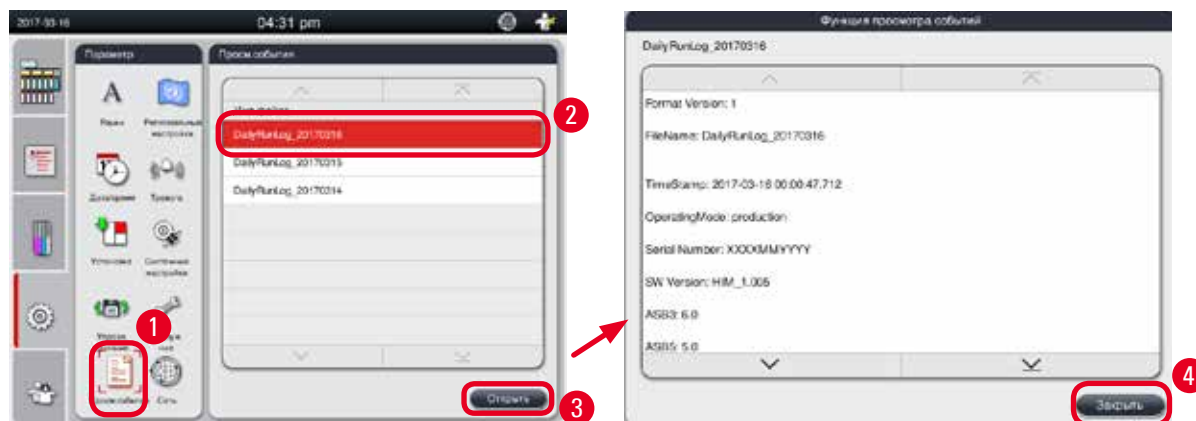 2017-03-16
04:31 pm
Параметр
Просм.события
A
Языки
Региональные
настройки
Дата/время
Тревога
Установка
Системные
настройки
Сеть
DailyRunLog_20170316
DailyRunLog_20170315
DailyRunLog_20170314
Открыть
1
2
3
Функция просмотра событий
DailyRunLog_20170316
Format Version: 1
FileName: DailyRunLog_20170316
TimeStamp: 2017-03-16 00:00:47.712
OperatingMode: production
Serial Number: XXXXMMYYYY
SW Version: HIM_1.005
ASB3: 6.0
ASB5: 5.0
Закрыть
4